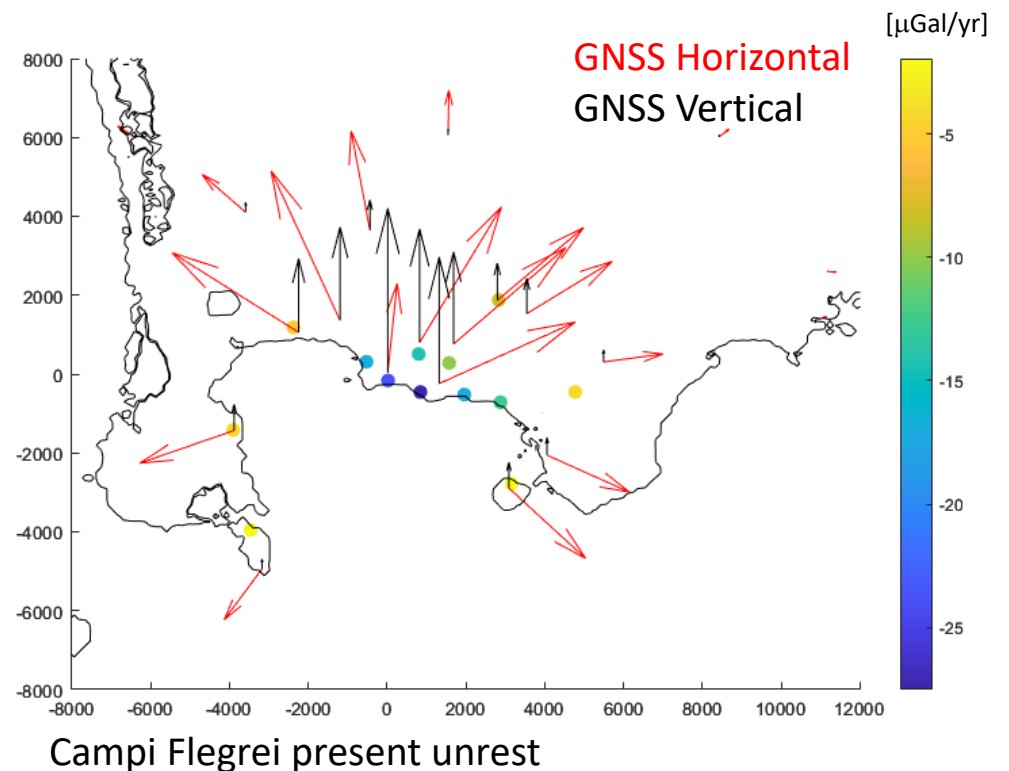 [μGal/yr]
GNSS Horizontal
GNSS Vertical
8000
6000
4000
2000
0
-2000
-4000
-6000
-8000
-8000 -6000 -4000 -2000 0 2000 4000 6000 8000 10000 12000
-5
-10
-15
-20
-25
Campi Flegrei present unrest